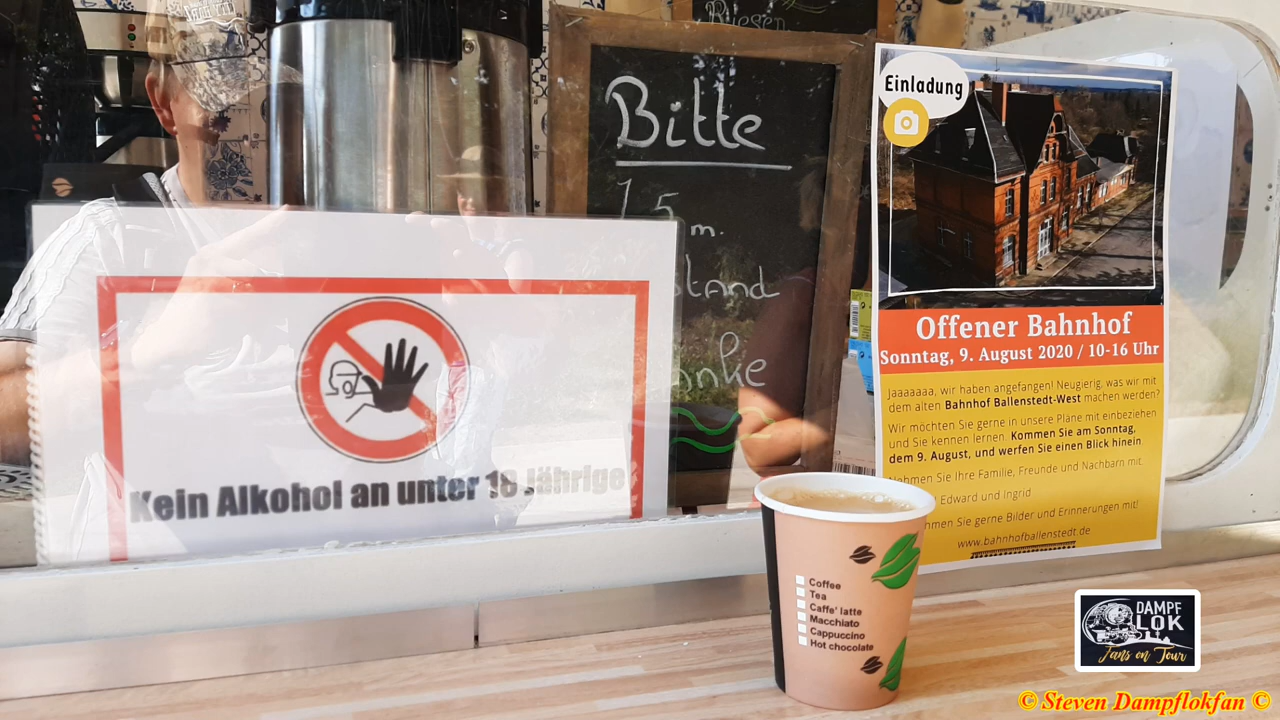 Riesen
Bitte
1,5
m.
stand
anke
Kein Alkohol an unter 18 Jährige
Einladung
Offener Bahnhof
Sonntag, 9. August 2020 / 10-16 Uhr
Jaaaaaaa, wir haben angefangen! Neugierig, was wir mit
dem alten Bahnhof Ballenstedt-West machen werden?
Wir möchten Sie gerne in unsere Pläne mit einbeziehen
und Sie kennen lernen. Kommen Sie am Sonntag,
dem 9. August, und werfen Sie einen Blick hinein
Nehmen Sie Ihre Familie, Freunde und Nachbarn mit.
Edward und Ingrid
hmen Sie gerne Bilder und Erinnerungen mit!
www.bahnhofballenstedt.de
Coffee
Tea
Caffe' latte
Macchiato
Cappuccino
Hot chocolate
DAMPF
LOK
Fans on Tour
© Steven Dampflokfan ©